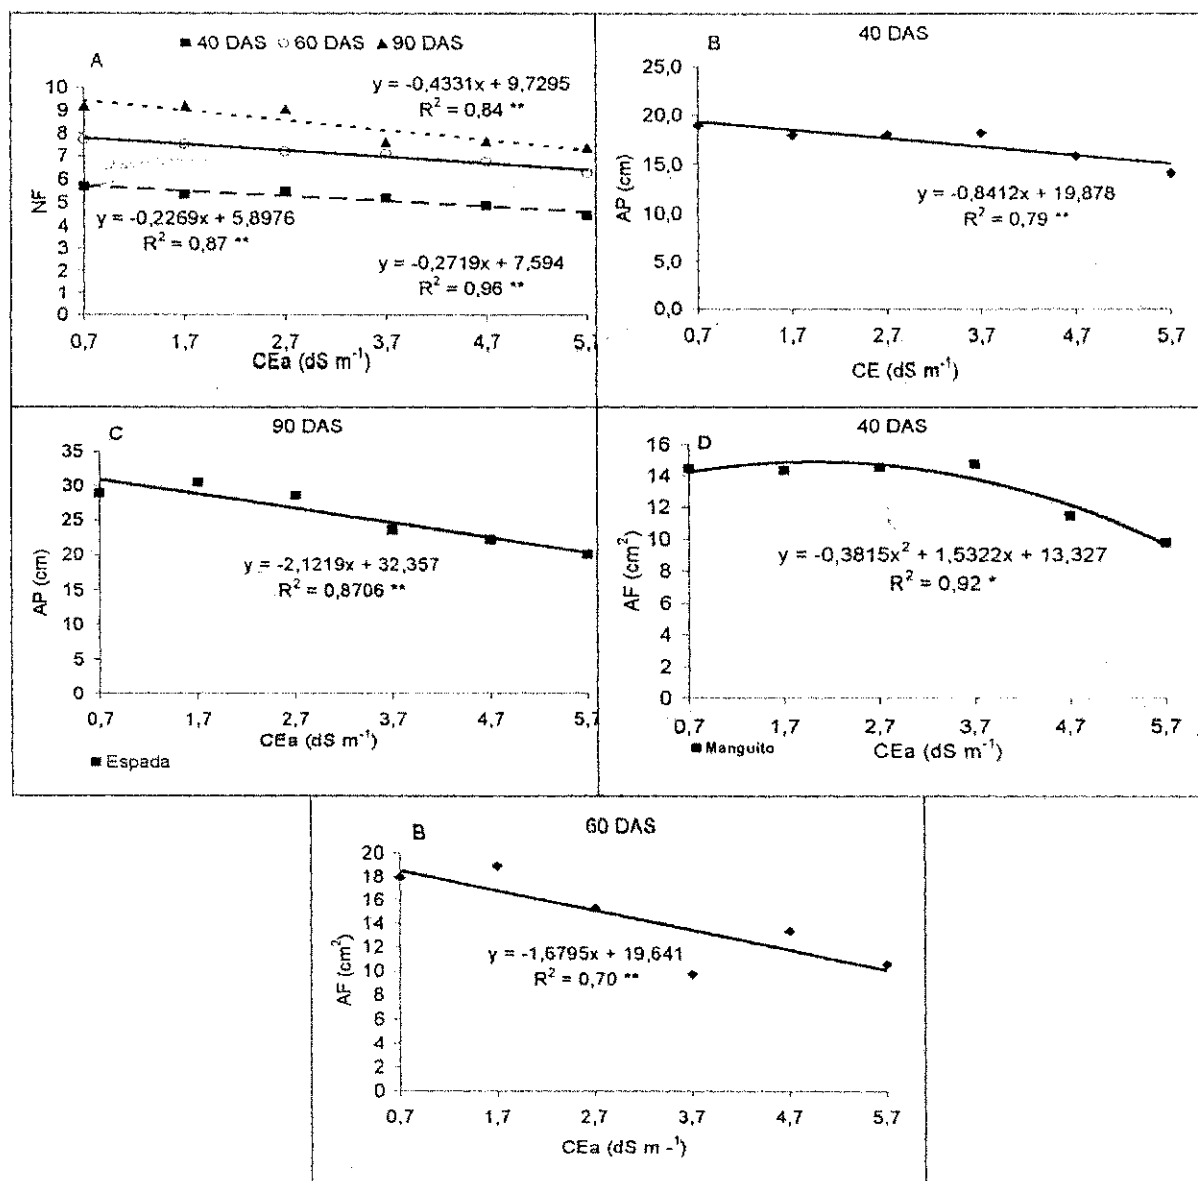 ■ 40 DAS ○ 60 DAS ▲ 90 DAS
A
y = -0,4331x + 9,7295
R² = 0,84 **
10
9
8
7
6
5
4
3
2
1
0
NF
y = -0,2269x + 5,8976
R² = 0,87 **
y = -0,2719x + 7,594
R² = 0,96 **
0,7 1,7 2,7 3,7 4,7 5,7
CEa (dS m⁻¹)
B 40 DAS
25,0
20,0
15,0
10,0
5,0
0,0
AP (cm)
y = -0,8412x + 19,878
R² = 0,79 **
0,7 1,7 2,7 3,7 4,7 5,7
CE (dS m⁻¹)
C 90 DAS
35
30
25
20
15
10
5
0
AP (cm)
y = -2,1219x + 32,357
R² = 0,8706 **
0,7 1,7 2,7 3,7 4,7 5,7
CEa (dS m⁻¹)
■ Espada
D 40 DAS
16
14
12
10
8
6
4
2
0
AF (cm²)
y = -0,3815x² + 1,5322x + 13,327
R² = 0,92 *
0,7 1,7 2,7 3,7 4,7 5,7
■ Manguito CEa (dS m⁻¹)
B 60 DAS
20
18
16
14
12
10
8
6
4
2
0
AF (cm²)
y = -1,6795x + 19,641
R² = 0,70 **
0,7 1,7 2,7 3,7 4,7 5,7
CEa (dS m -¹)